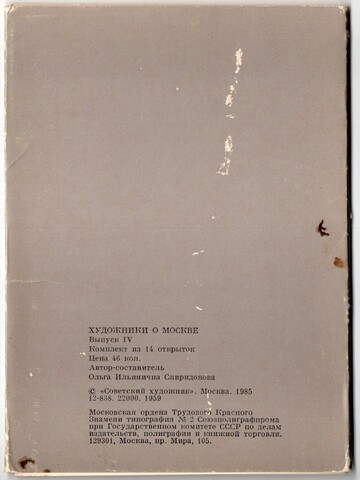 ХУДОЖНИКИ О МОСКВЕ
Выпуск IV
Комплект из 14 открыток
Цена 46 коп.
Автор-составитель
Ольга Ильинична Спиридонова
© «Советский художник». Москва. 1985
12-838. 22000. 1959
Московская ордена Трудового Красного
Знамени типография № 2 Союзполиграфпрома
при Государственном комитете СССР по делам
издательств, полиграфии и книжной торговли.
129301, Москва, пр. Мира, 105.